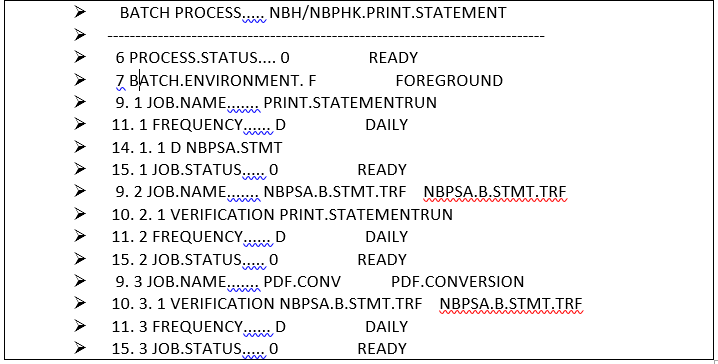 BATCH PROCESS..... NBH/NBPHK.PRINT.STATEMENT
------------------------------------------------------------------------------
6 PROCESS.STATUS.... 0 READY
7 BATCH.ENVIRONMENT. F FOREGROUND
9. 1 JOB.NAME....... PRINT.STATEMENTRUN
11. 1 FREQUENCY...... D DAILY
14. 1. 1 D NBPSA.STMT
15. 1 JOB.STATUS..... 0 READY
9. 2 JOB.NAME....... NBPSA.B.STMT.TRF NBPSA.B.STMT.TRF
10. 2. 1 VERIFICATION PRINT.STATEMENTRUN
11. 2 FREQUENCY...... D DAILY
15. 2 JOB.STATUS..... 0 READY
9. 3 JOB.NAME....... PDF.CONV PDF.CONVERSION
10. 3. 1 VERIFICATION NBPSA.B.STMT.TRF NBPSA.B.STMT.TRF
11. 3 FREQUENCY...... D DAILY
15. 3 JOB.STATUS..... 0 READY